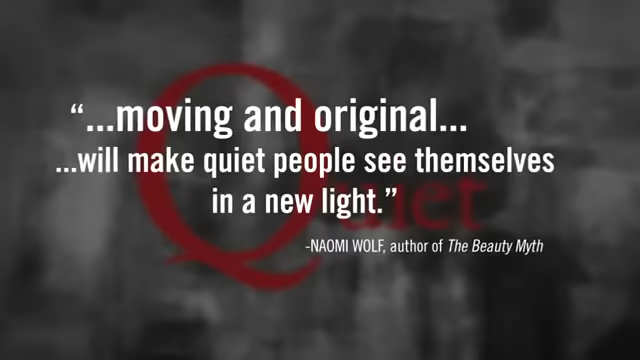 “...moving and original...
...will make quiet people see themselves
in a new light.”
-NAOMI WOLF, author of The Beauty Myth
Quiet